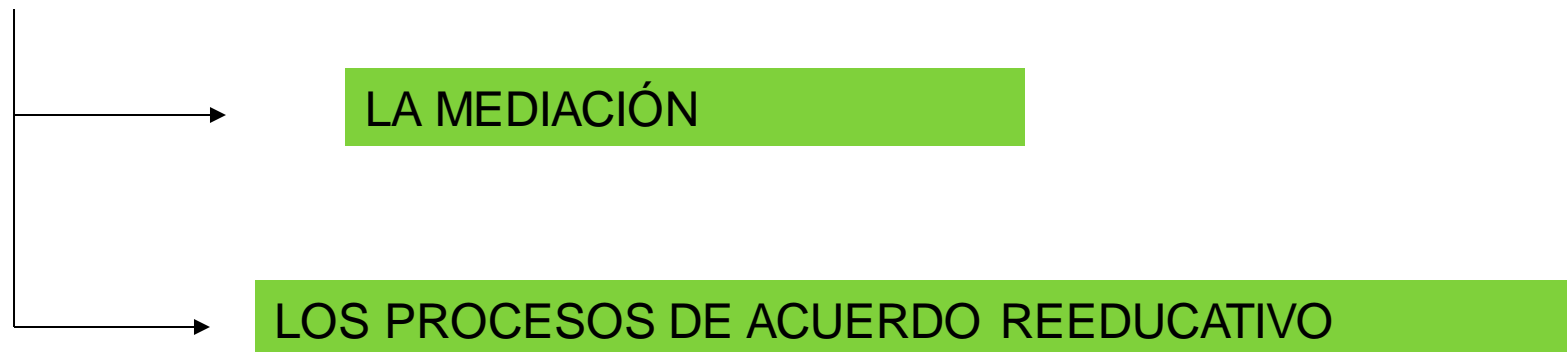 LA MEDIACIÓN
LOS PROCESOS DE ACUERDO REEDUCATIVO